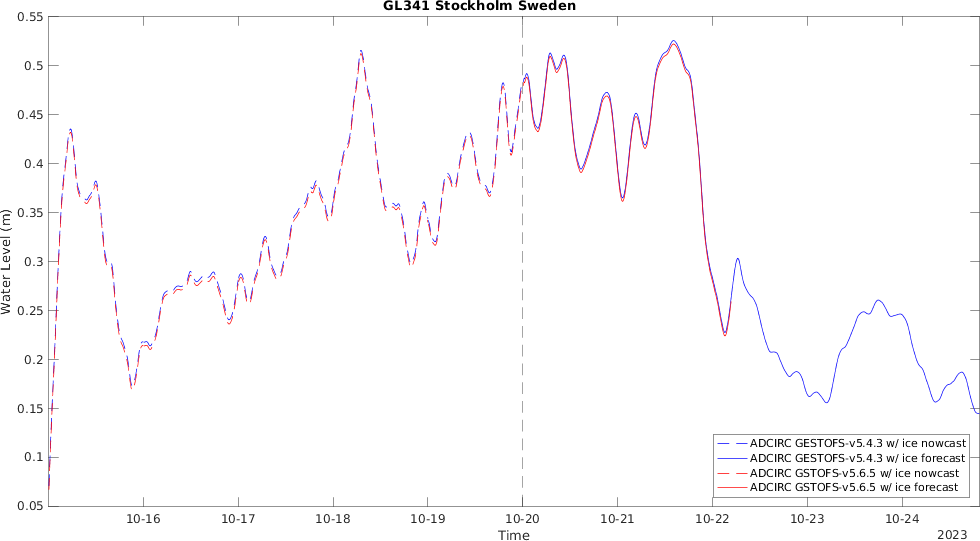 GL341 Stockholm Sweden
0.55
0.5
0.45
0.4
0.35
0.3
0.25
0.2
0.15
0.1
0.05
Water Level (m)
10-16 10-17 10-18 10-19 10-20 10-21 10-22 10-23 10-24
Time
2023
ADCIRC GESTOFS-v5.4.3 w/ ice nowcast
ADCIRC GESTOFS-v5.4.3 w/ ice forecast
ADCIRC GSTOFS-v5.6.5 w/ ice nowcast
ADCIRC GSTOFS-v5.6.5 w/ ice forecast